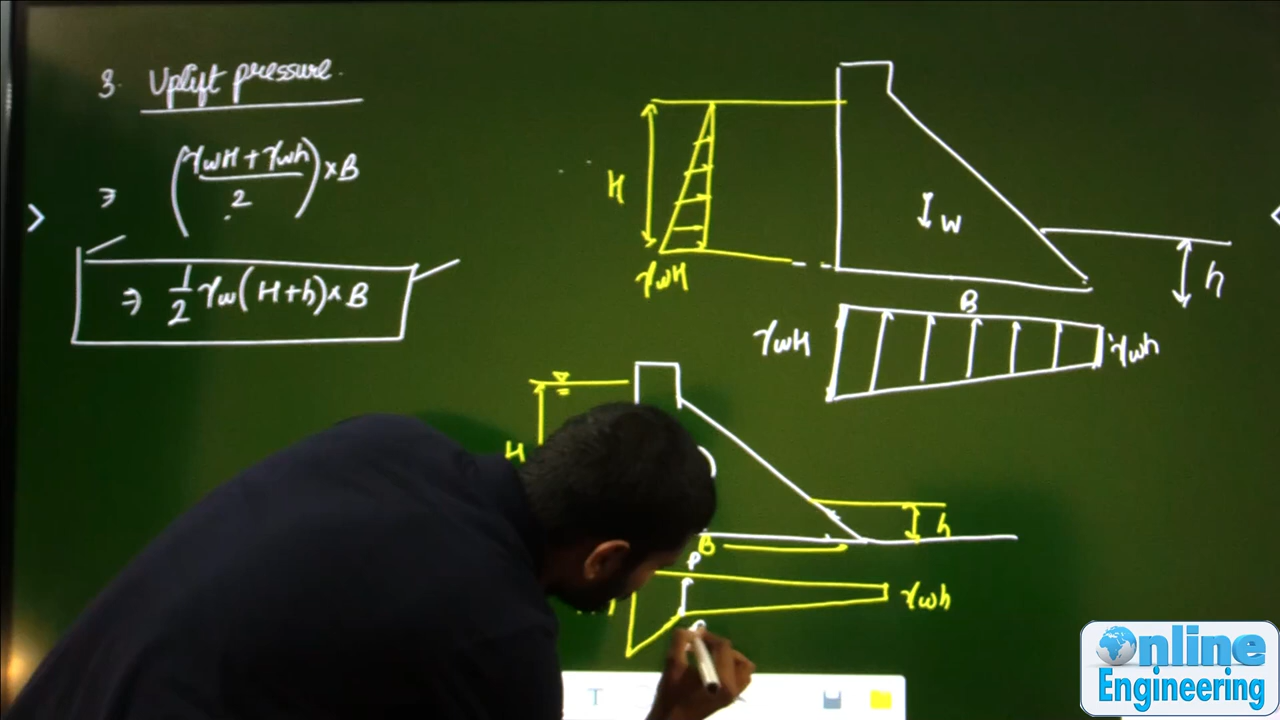 3. Uplift pressure.
⇒ (γwH + γwh / 2) × B
⇒ 1/2 γw (H+h) × B
H
γwH
W
h
B
γwH
γwh
H
h
B
P
γwh
T
Online
Engineering